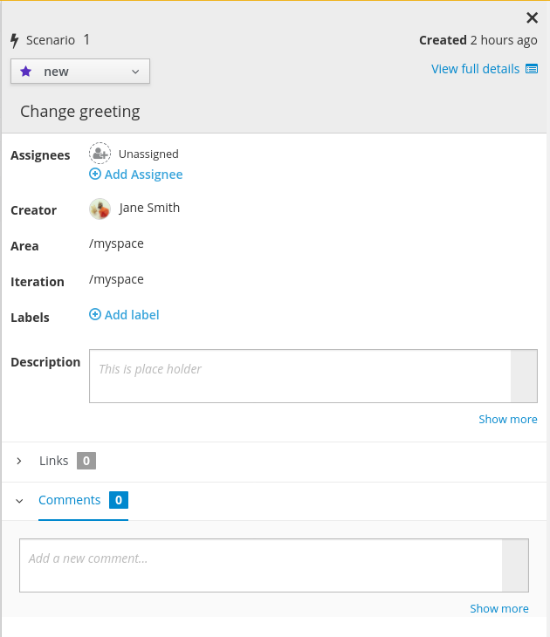 Scenario 1
Created 2 hours ago
new
View full details
Change greeting
Assignees
Unassigned
Add Assignee
Creator
Jane Smith
Area
/myspace
Iteration
/myspace
Labels
Add label
Description
This is place holder
Show more
Links 0
Comments 0
Add a new comment...
Show more